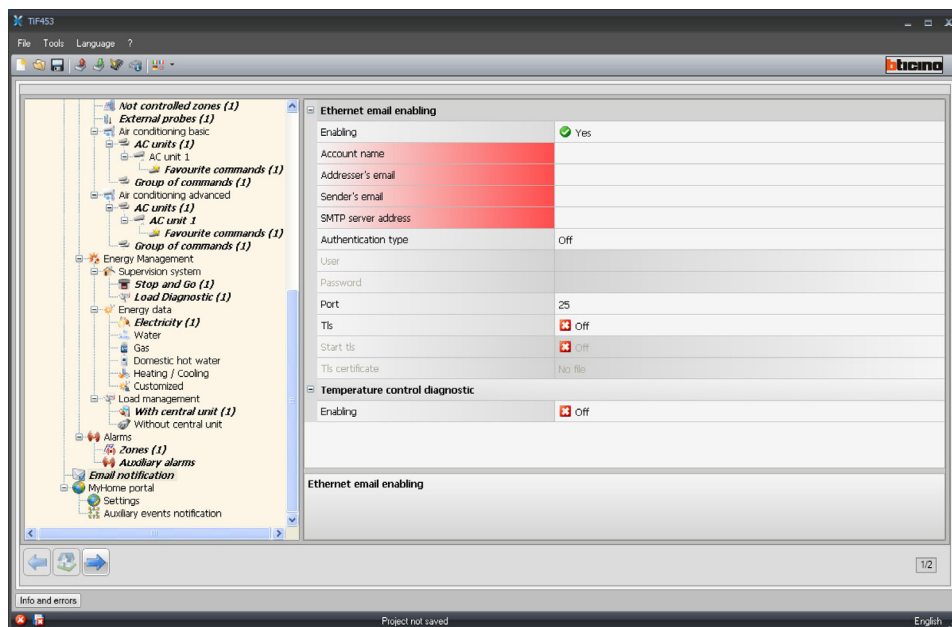 TiF453
File Tools Language ?
bticino
Not controlled zones (1)
External probes (1)
Air conditioning basic
AC units (1)
AC unit 1
Favourite commands (1)
Group of commands (1)
Air conditioning advanced
AC units (1)
AC unit 1
Favourite commands (1)
Group of commands (1)
Energy Management
Supervision system
Stop and Go (1)
Load Diagnostic (1)
Energy data
Electricity (1)
Water
Gas
Domestic hot water
Heating / Cooling
Customized
Load management
With central unit (1)
Without central unit
Alarms
Zones (1)
Auxiliary alarms
Email notification
MyHome portal
Settings
Auxiliary events notification
Ethernet email enabling
Enabling Yes
Account name
Addresser's email
Sender's email
SMTP server address
Authentication type Off
User
Password
Port 25
Tls Off
Start tls Off
Tls certificate No file
Temperature control diagnostic
Enabling Off
Ethernet email enabling
1/2
Info and errors
Project not saved English